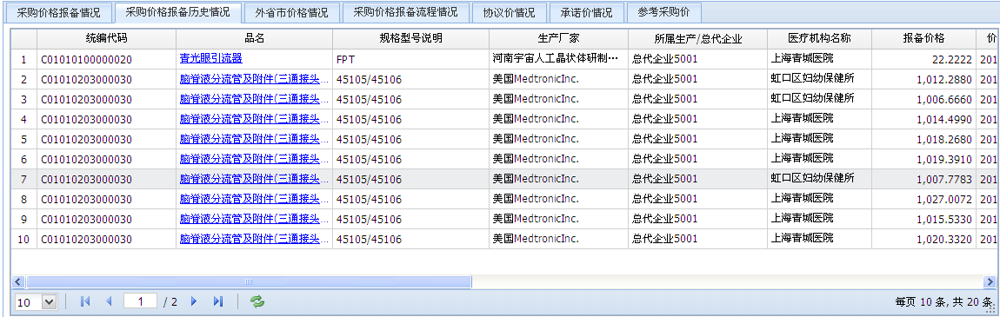 采购价格报备情况 采购价格报备历史情况 外省市价格情况 采购价格报备流程情况 协议价情况 承诺价情况 参考采购价
统编代码 品名 规格型号说明 生产厂家 所属生产/总代企业 医疗机构名称 报备价格 价
1 C01010100000020 青光眼引流器 FPT 河南宇宙人工晶状体研制… 总代企业5001 上海青城医院 22.2222 201
2 C01010203000030 脑脊液分流管及附件(三通接头… 45105/45106 美国MedtronicInc. 总代企业5001 虹口区妇幼保健所 1,012.2880 201
3 C01010203000030 脑脊液分流管及附件(三通接头… 45105/45106 美国MedtronicInc. 总代企业5001 虹口区妇幼保健所 1,006.6660 201
4 C01010203000030 脑脊液分流管及附件(三通接头… 45105/45106 美国MedtronicInc. 总代企业5001 上海青城医院 1,014.4990 201
5 C01010203000030 脑脊液分流管及附件(三通接头… 45105/45106 美国MedtronicInc. 总代企业5001 上海青城医院 1,018.2680 201
6 C01010203000030 脑脊液分流管及附件(三通接头… 45105/45106 美国MedtronicInc. 总代企业5001 上海青城医院 1,019.3910 201
7 C01010203000030 脑脊液分流管及附件(三通接头… 45105/45106 美国MedtronicInc. 总代企业5001 虹口区妇幼保健所 1,007.7783 201
8 C01010203000030 脑脊液分流管及附件(三通接头… 45105/45106 美国MedtronicInc. 总代企业5001 上海青城医院 1,027.0072 201
9 C01010203000030 脑脊液分流管及附件(三通接头… 45105/45106 美国MedtronicInc. 总代企业5001 上海青城医院 1,015.5330 201
10 C01010203000030 脑脊液分流管及附件(三通接头… 45105/45106 美国MedtronicInc. 总代企业5001 上海青城医院 1,020.3320 201
10 1 / 2 每页 10 条, 共 20 条.